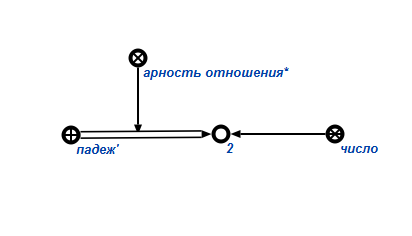 арность отношения*
падеж'
2
число